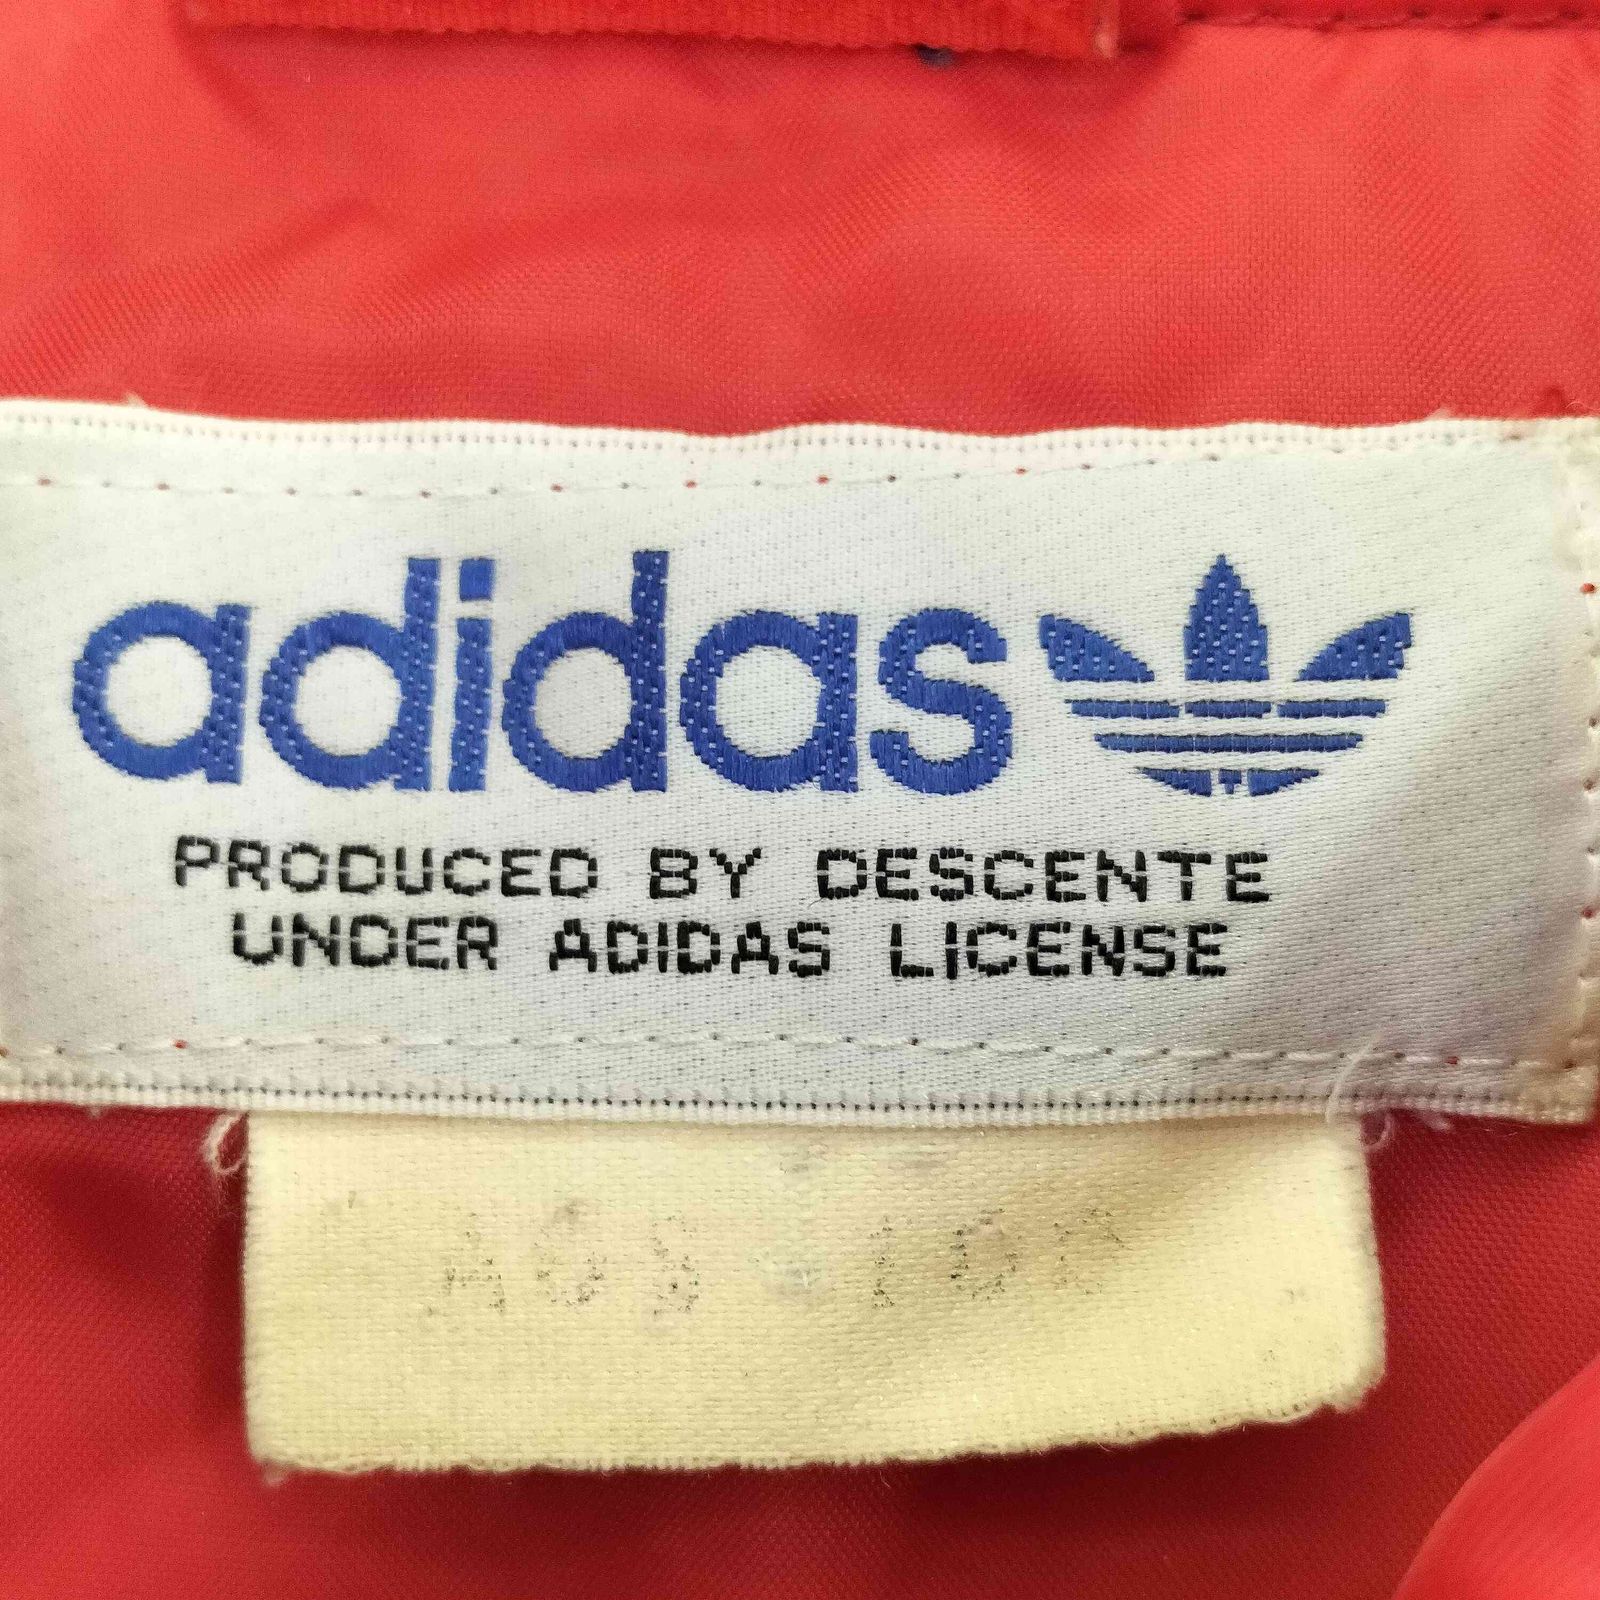 adidas
PRODUCED BY DESCENTE
UNDER ADIDAS LICENSE